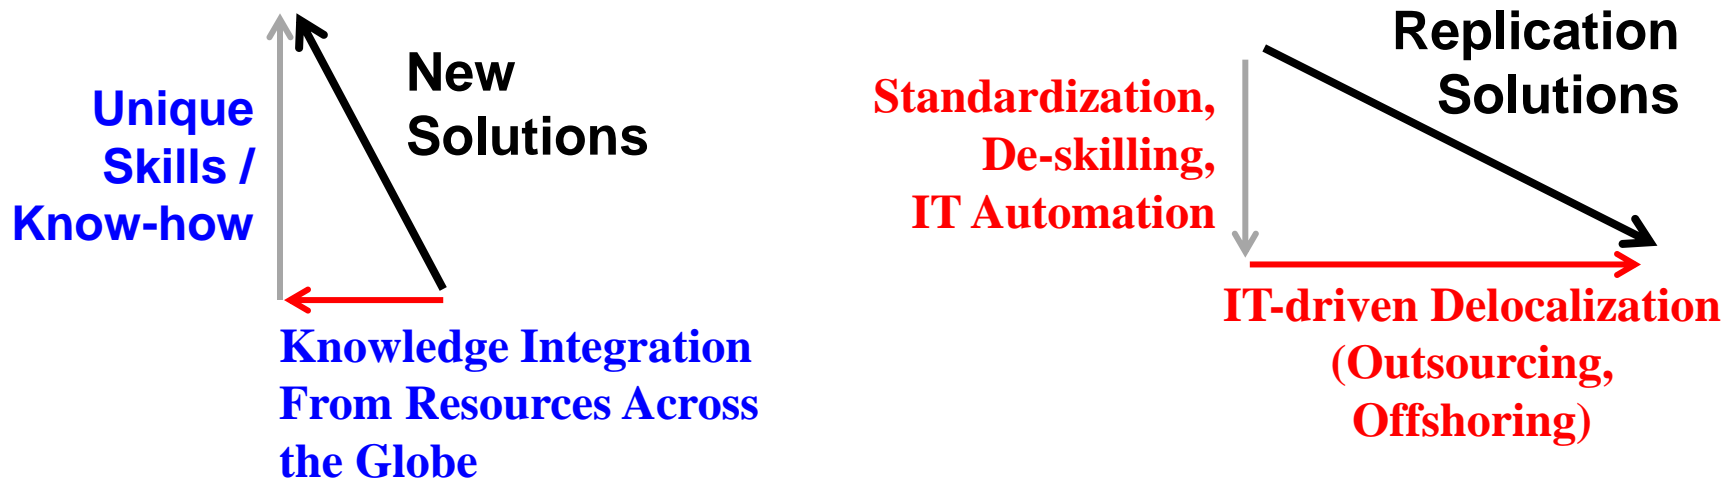 New
Solutions
Unique
Skills /
Know-how
Knowledge Integration
From Resources Across
the Globe
Replication
Solutions
Standardization,
De-skilling,
IT Automation
IT-driven Delocalization
(Outsourcing,
Offshoring)